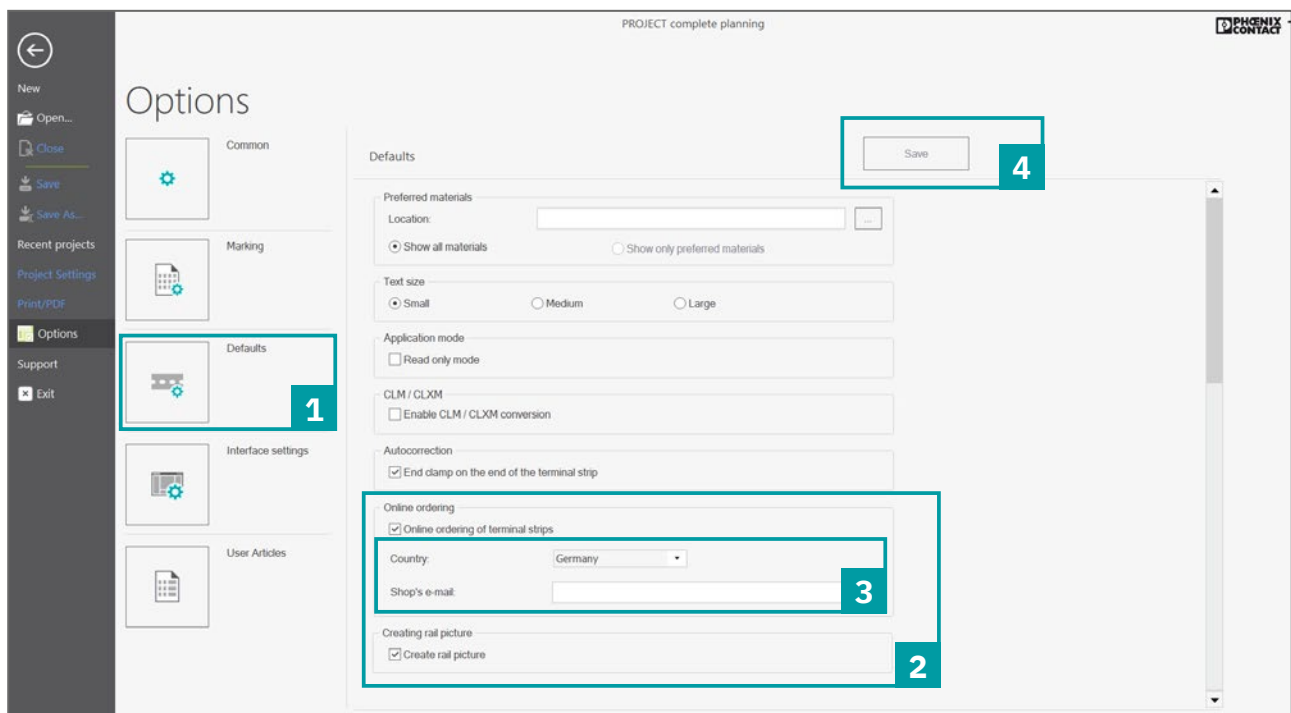 PROJECT complete planning
PHŒNIX
CONTACT
New
Open...
Close
Save
Save As...
Recent projects
Project Settings
Print/PDF
Options
Support
Exit
Options
Common
Marking
Defaults
1
Interface settings
User Articles
Defaults
Save
4
Preferred materials
Location:
...
Show all materials
Show only preferred materials
Text size
Small
Medium
Large
Application mode
Read only mode
CLM / CLXM
Enable CLM / CLXM conversion
Autocorrection
End clamp on the end of the terminal strip
Online ordering
Online ordering of terminal strips
Country:
Germany
Shop's e-mail:
3
Creating rail picture
Create rail picture
2